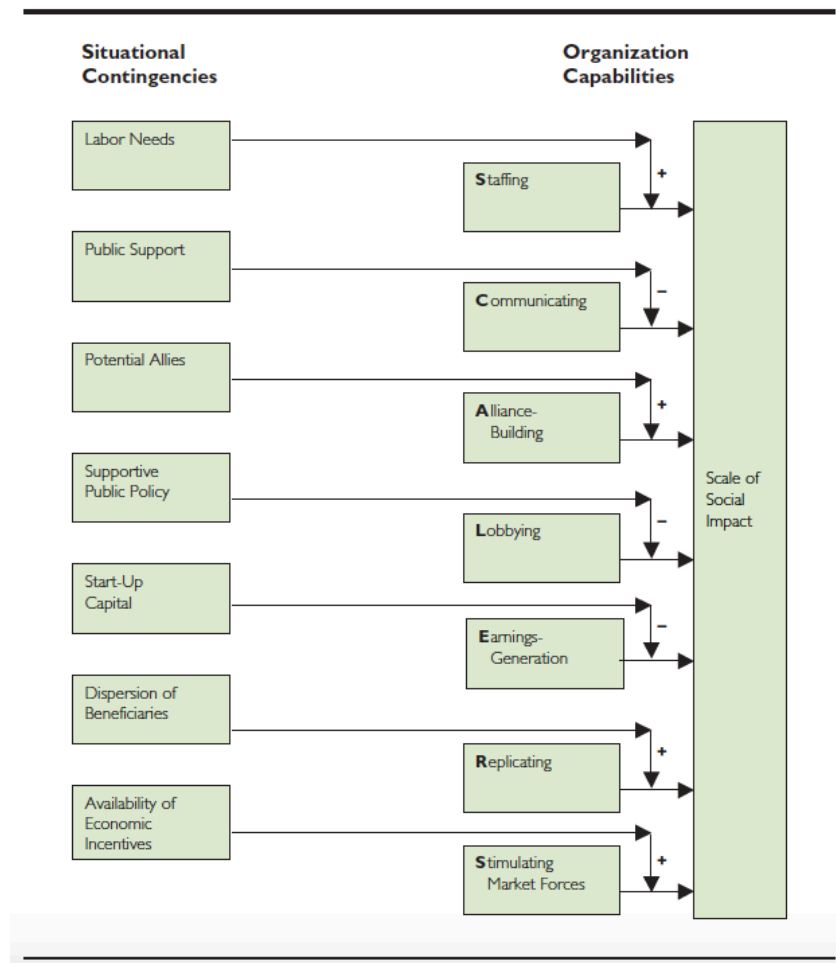 Situational
Contingencies
Organization
Capabilities
Labor Needs
+
Staffing
Public Support
–
Communicating
Potential Allies
+
Alliance-
Building
Supportive
Public Policy
–
Lobbying
Scale of
Social
Impact
Start-Up
Capital
–
Earnings-
Generation
Dispersion of
Beneficiaries
+
Replicating
Availability of
Economic
Incentives
+
Stimulating
Market Forces